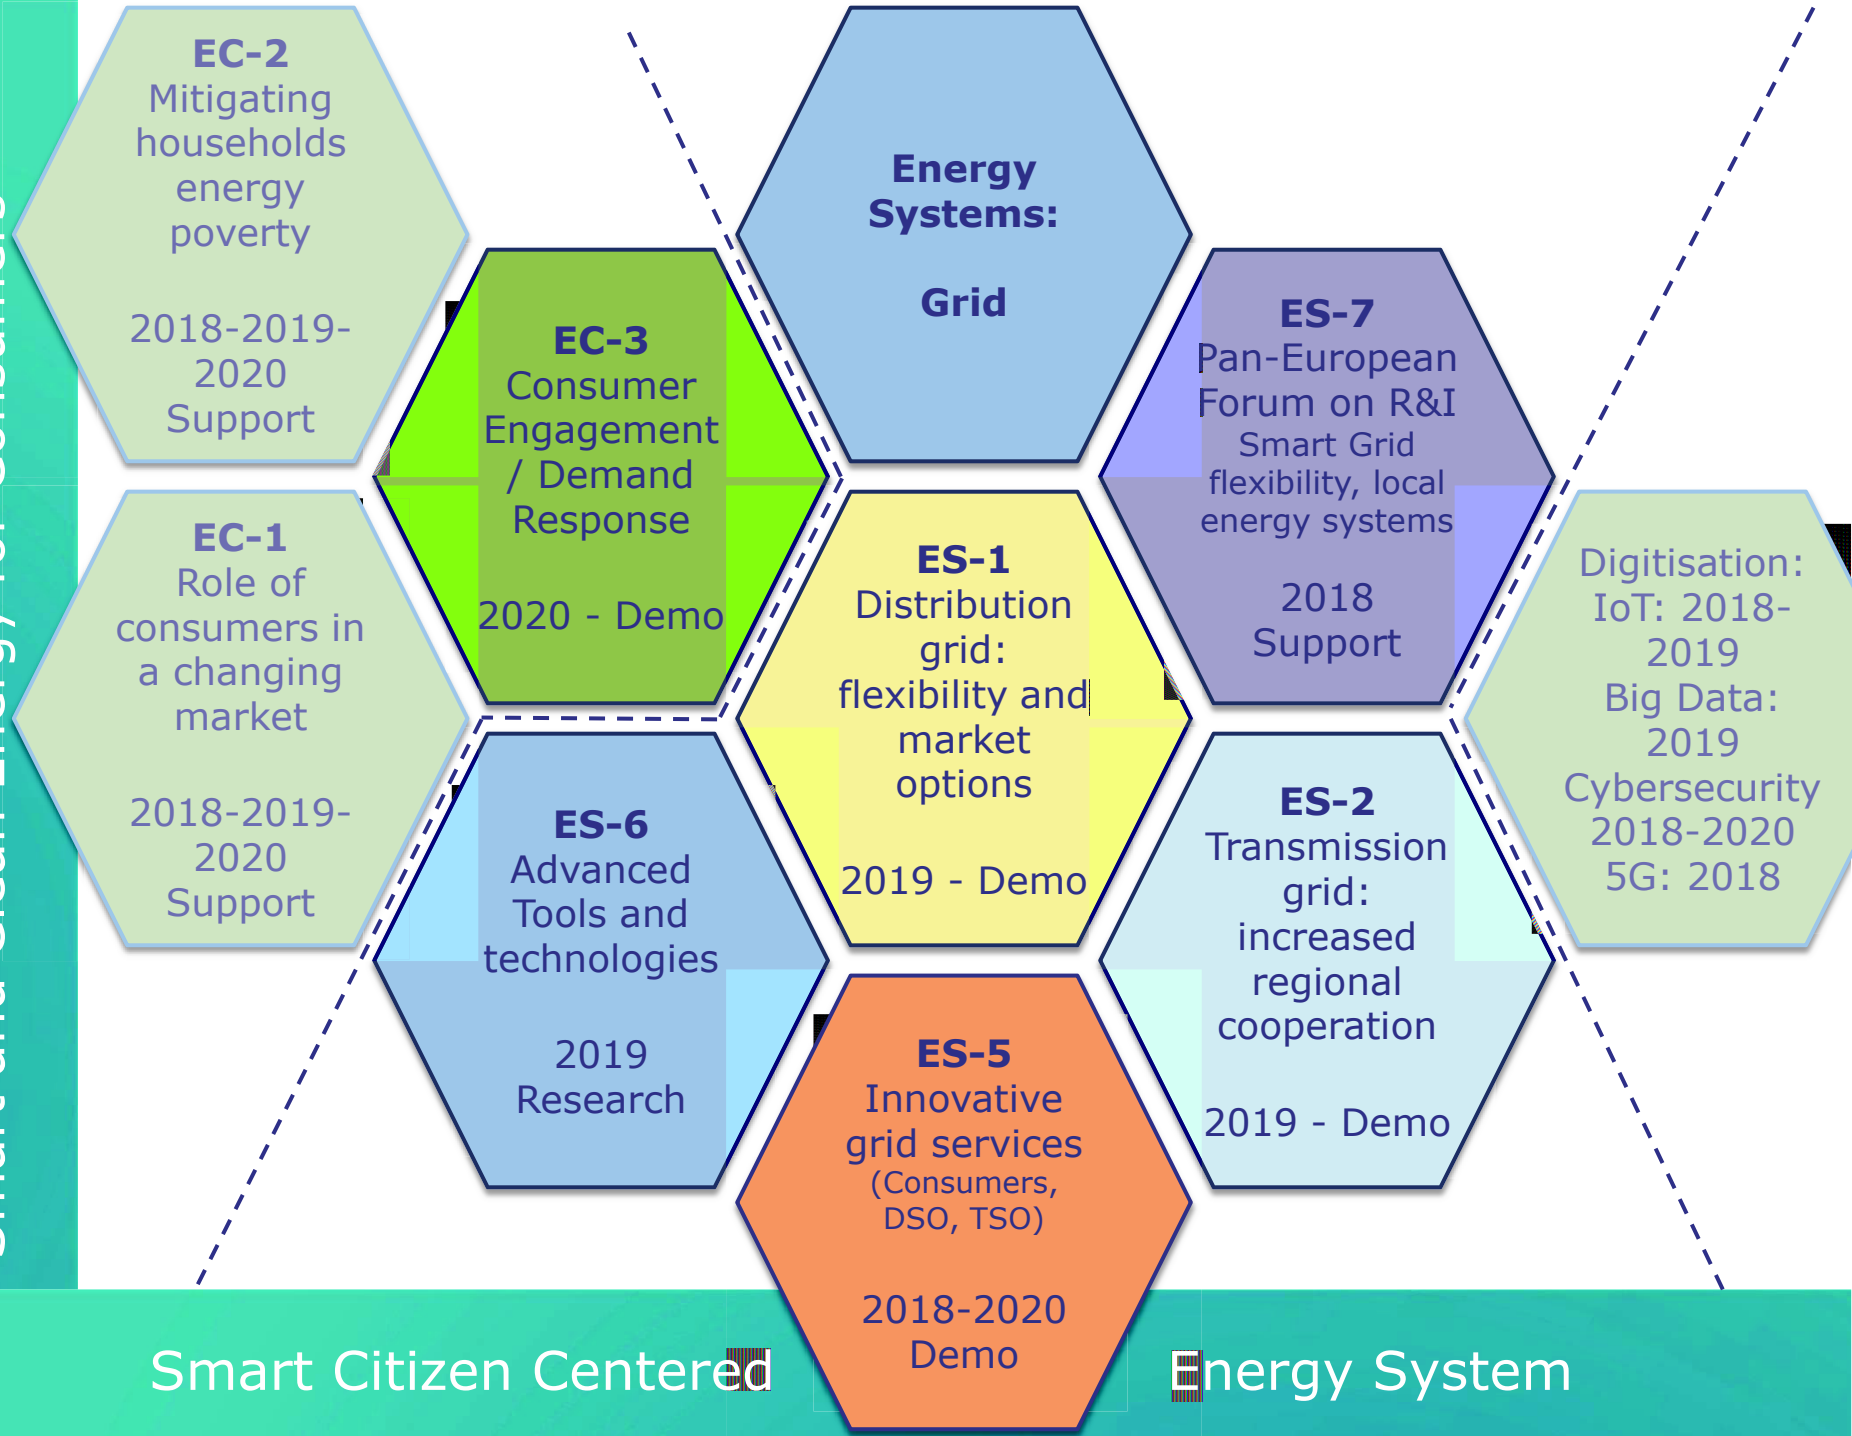 EC-2
Mitigating
households
energy
poverty
2018-2019-
2020
Support
EC-1
Role of
consumers in
a changing
market
2018-2019-
2020
Support
EC-3
Consumer
Engagement
/ Demand
Response
2020 - Demo
Energy
Systems:
Grid
ES-7
Pan-European
Forum on R&I
Smart Grid
flexibility, local
energy systems
2018
Support
ES-1
Distribution
grid:
flexibility and
market
options
2019 - Demo
Digitisation:
IoT: 2018-
2019
Big Data:
2019
Cybersecurity
2018-2020
5G: 2018
ES-6
Advanced
Tools and
technologies
2019
Research
ES-2
Transmission
grid:
increased
regional
cooperation
2019 - Demo
ES-5
Innovative
grid services
(Consumers,
DSO, TSO)
2018-2020
Demo
Smart Citizen Centered Energy System